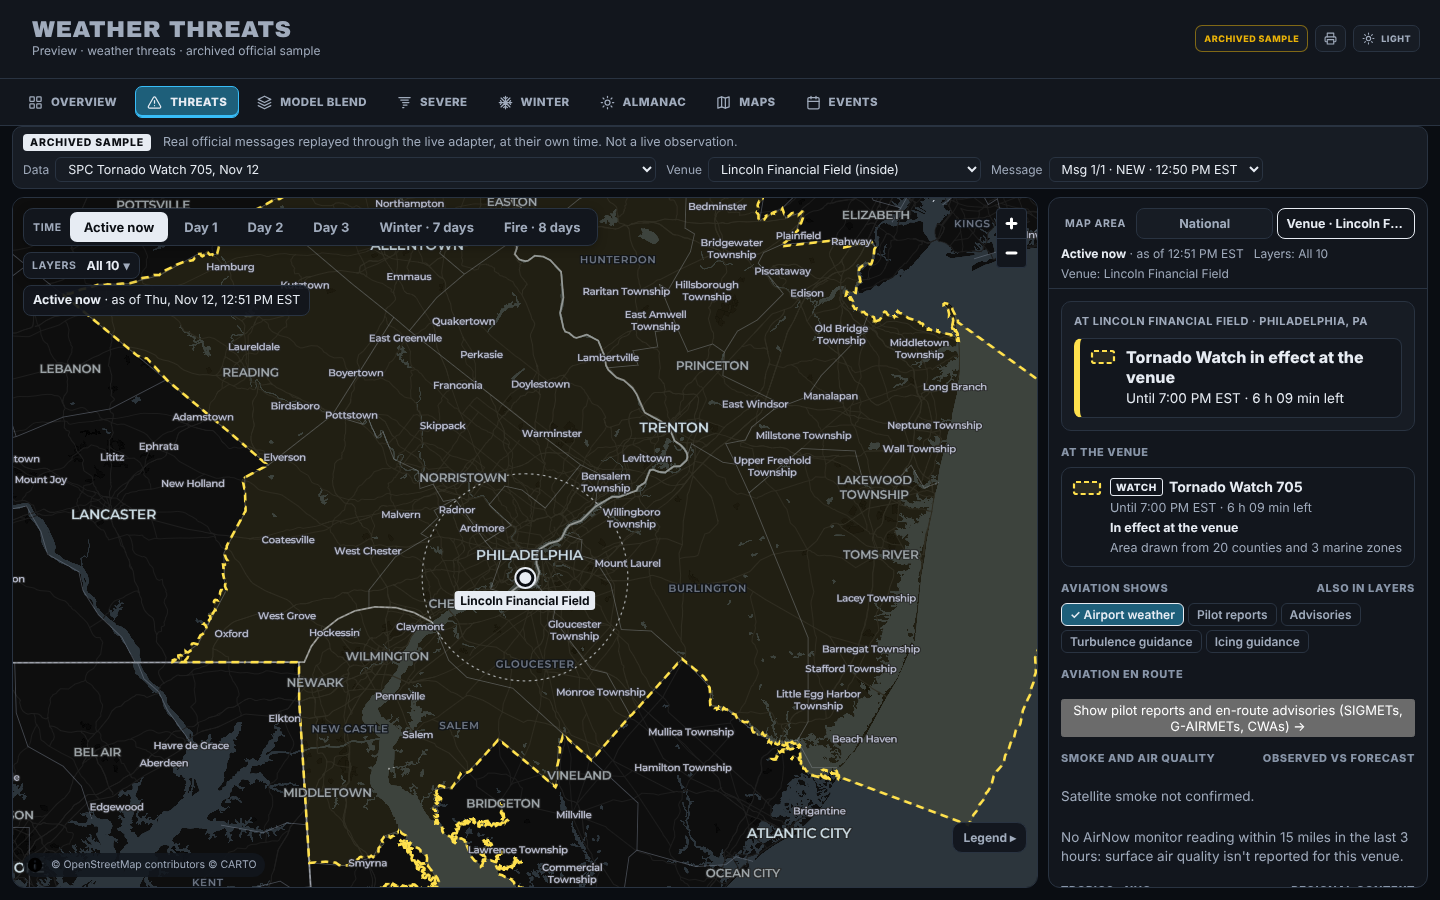 WEATHER THREATS
Preview · weather threats · archived official sample
ARCHIVED SAMPLE
LIGHT
OVERVIEW
THREATS
MODEL BLEND
SEVERE
WINTER
ALMANAC
MAPS
EVENTS
ARCHIVED SAMPLE Real official messages replayed through the live adapter, at their own time. Not a live observation.
Data SPC Tornado Watch 705, Nov 12 Venue Lincoln Financial Field (inside) Message Msg 1/1 · NEW · 12:50 PM EST
TIME Active now Day 1 Day 2 Day 3 Winter · 7 days Fire · 8 days
LAYERS All 10 ▾
Active now · as of Thu, Nov 12, 12:51 PM EST
+
−
POTTSVILLE
Northampton
EASTON
Bedminster
ELIZABETH
KINGS
ALLENTOWN
Bridgewater
Township
Plainfield
Rahway
Hamburg
Kutztown
Emmaus
HUNTERDON
Piscataway
Raritan Township
Hillsborough
Township
Edison
Quakertown
East Amwell
Township
Old Bridge
Township
Laureldale
East Greenville
Perkasie
Lambertville
Middletown
Township
LEBANON
READING
Boyertown
PRINCETON
Franconia
Doylestown
Long Branch
Birdsboro
Pottstown
East Windsor
Manalapan
Adamstown
Skippack
Warminster
TRENTON
Millstone Township
Neptune Township
Ephrata
Wall Township
Lititz
Elverson
Levittown
Upper Freehold
Township
Mount Joy
New Holland
NORRISTOWN
Bensalem
Township
LAKEWOOD
TOWNSHIP
LANCASTER
Malvern
Radnor
Willingboro
Township
Ardmore
Coatesville
West Chester
PHILADELPHIA
Mount Laurel
TOMS RIVER
BURLINGTON
Lincoln Financial Field
Lacey Township
West Grove
Claymont
Gloucester
Township
Oxford
Hockessin
Barnegat Township
WILMINGTON
GLOUCESTER
Stafford Township
NEWARK
Pennsville
Monroe Township
Little Egg Harbor
Township
Elkton
NEW CASTLE
Salem
SALEM
Mullica Township
Beach Haven
BEL AIR
Havre de Grace
Aberdeen
Hamilton Township
VINELAND
MIDDLETOWN
BRIDGETON
Millville
Edgewood
Brigantine
ATLANTIC CITY
Lawrence Township
Smyrna
Commercial
Township
OCEAN CITY
KENT
Legend ▸
© OpenStreetMap contributors © CARTO
MAP AREA National Venue · Lincoln F...
Active now · as of 12:51 PM EST Layers: All 10
Venue: Lincoln Financial Field
AT LINCOLN FINANCIAL FIELD · PHILADELPHIA, PA
Tornado Watch in effect at the
venue
Until 7:00 PM EST · 6 h 09 min left
AT THE VENUE
WATCH Tornado Watch 705
Until 7:00 PM EST · 6 h 09 min left
In effect at the venue
Area drawn from 20 counties and 3 marine zones
AVIATION SHOWS ALSO IN LAYERS
✓ Airport weather Pilot reports Advisories
Turbulence guidance Icing guidance
AVIATION EN ROUTE
Show pilot reports and en-route advisories (SIGMETs,
G-AIRMETs, CWAs) →
SMOKE AND AIR QUALITY OBSERVED VS FORECAST
Satellite smoke not confirmed.
No AirNow monitor reading within 15 miles in the last 3
hours: surface air quality isn't reported for this venue.